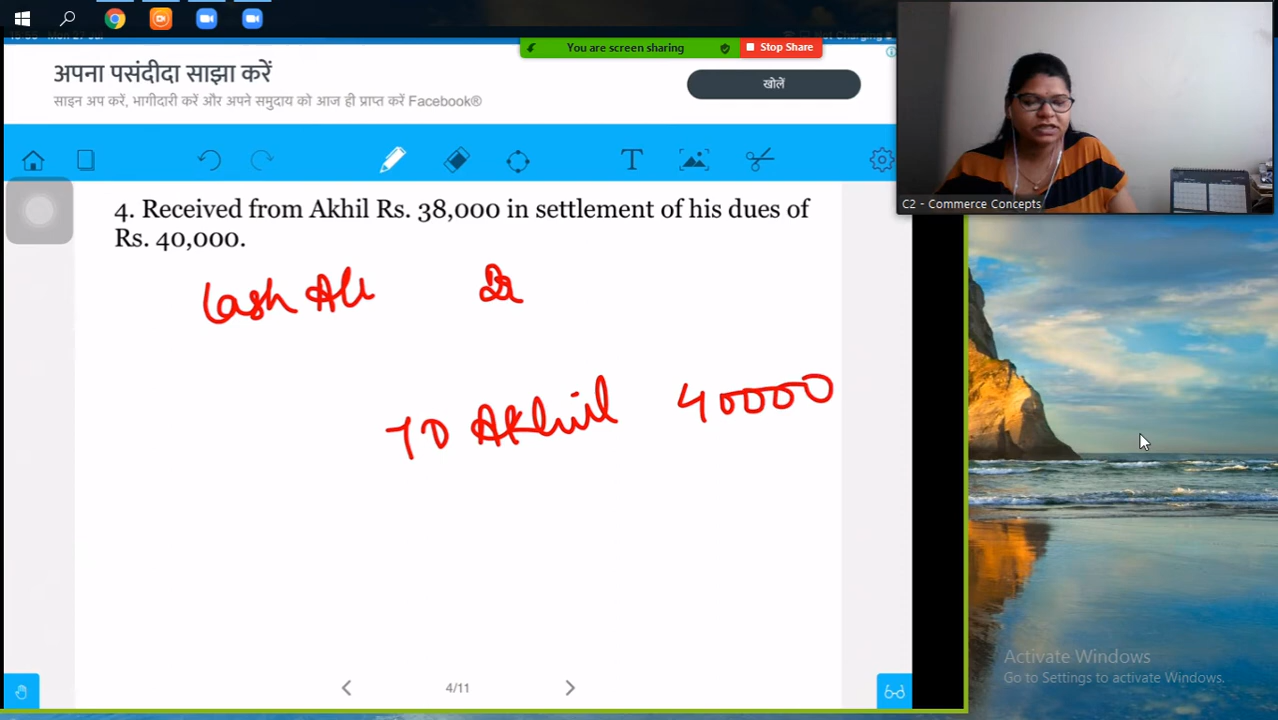 You are screen sharing
Stop Share
अपना पसंदीदा साझा करें
साइन अप करें, भागीदारी करें और अपने समुदाय को आज ही प्राप्त करें Facebook®
खोलें
T
C2 - Commerce Concepts
4. Received from Akhil Rs. 38,000 in settlement of his dues of
Rs. 40,000.
Cash A/c Dr
To Akhil 40000
4/11
Activate Windows
Go to Settings to activate Windows.